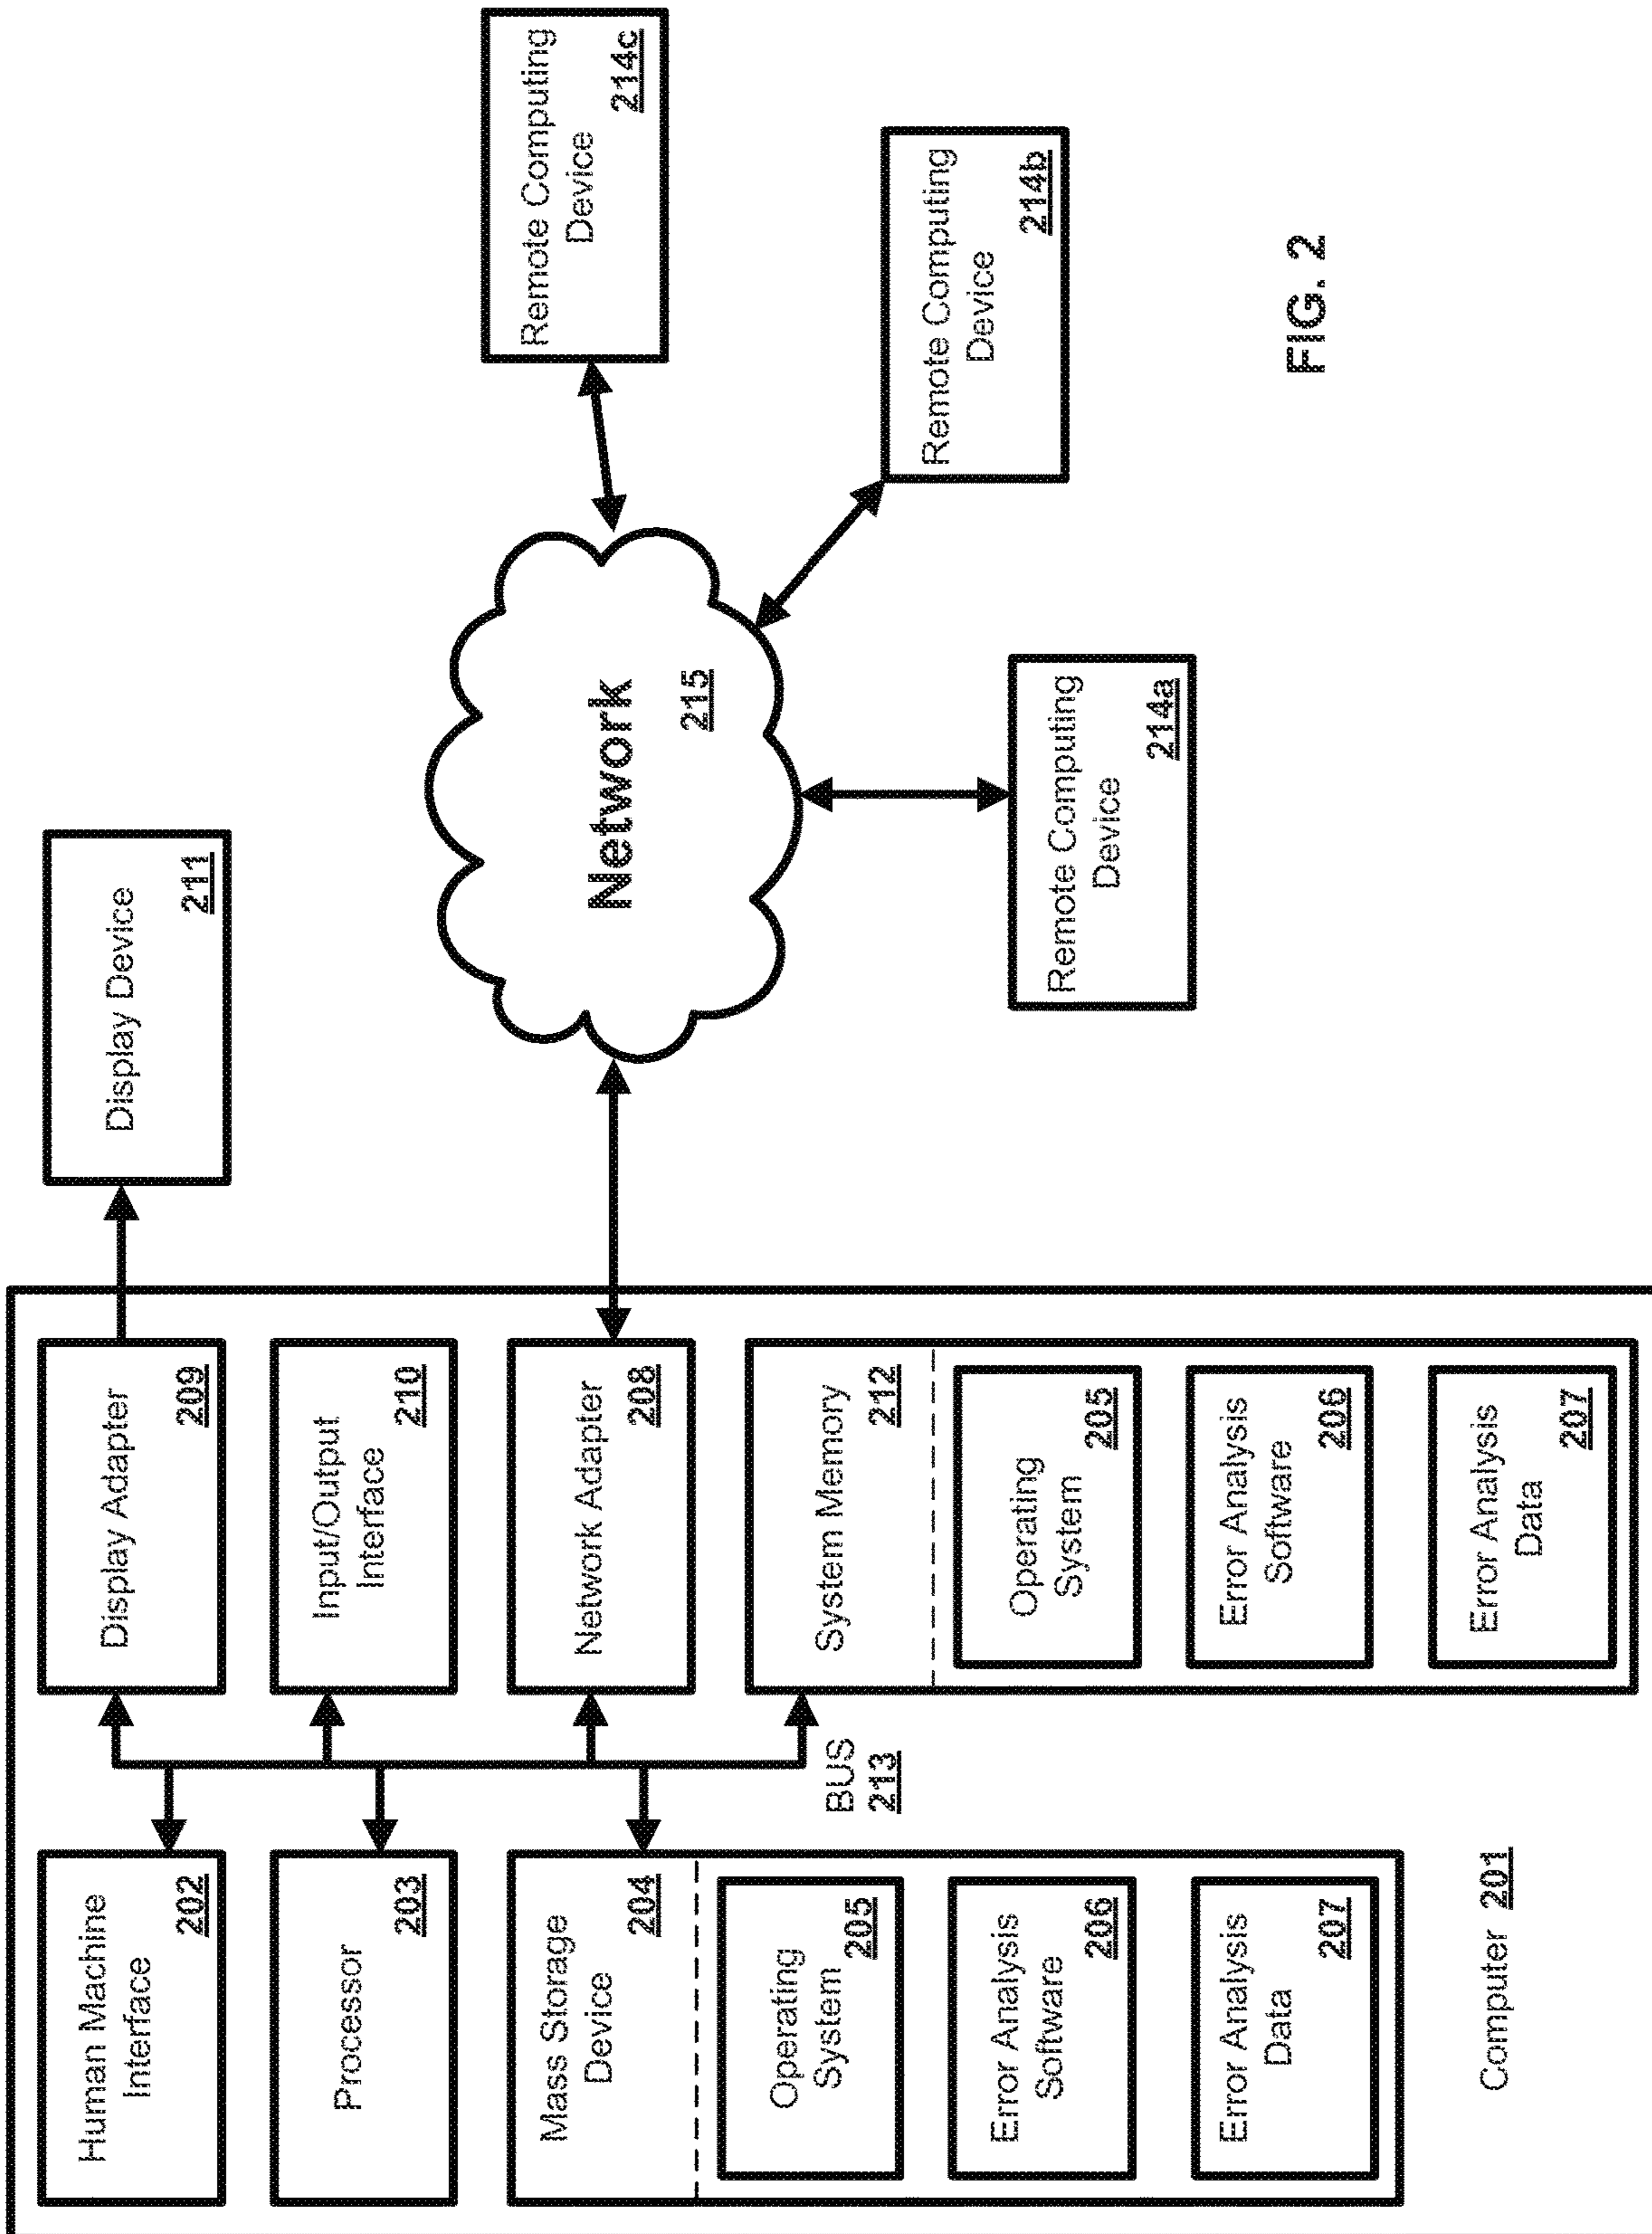 Human Machine
Interface
202
Processor
203
Mass Storage
Device
204
Operating
System
205
Error Analysis
Software
206
Error Analysis
Data
207
Computer 201
BUS
213
Display Adapter
209
Input/Output
Interface
210
Network Adapter
208
System Memory
212
Operating
System
205
Error Analysis
Software
206
Error Analysis
Data
207
Display Device
211
Network
215
Remote Computing
Device
214a
Remote Computing
Device
214b
Remote Computing
Device
214c
FIG. 2